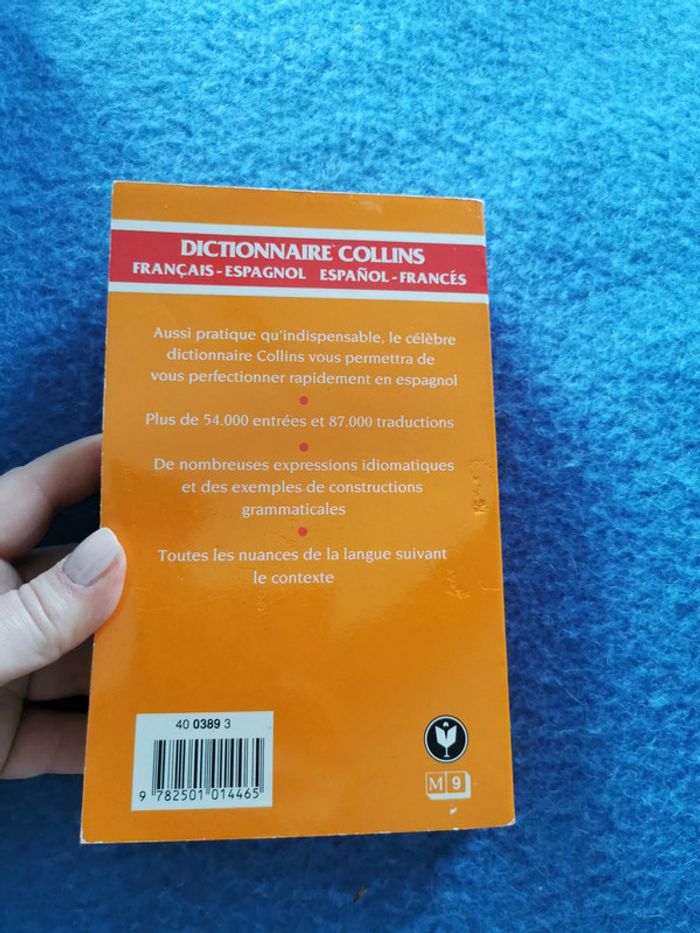 DICTIONNAIRE COLLINS
FRANÇAIS - ESPAGNOL ESPAÑOL - FRANCÉS
Aussi pratique qu'indispensable, le célèbre
dictionnaire Collins vous permettra de
vous perfectionner rapidement en espagnol
Plus de 54.000 entrées et 87.000 traductions
De nombreuses expressions idiomatiques
et des exemples de constructions
grammaticales
Toutes les nuances de la langue suivant
le contexte
40 0389 3
9 782501 014465
M 9